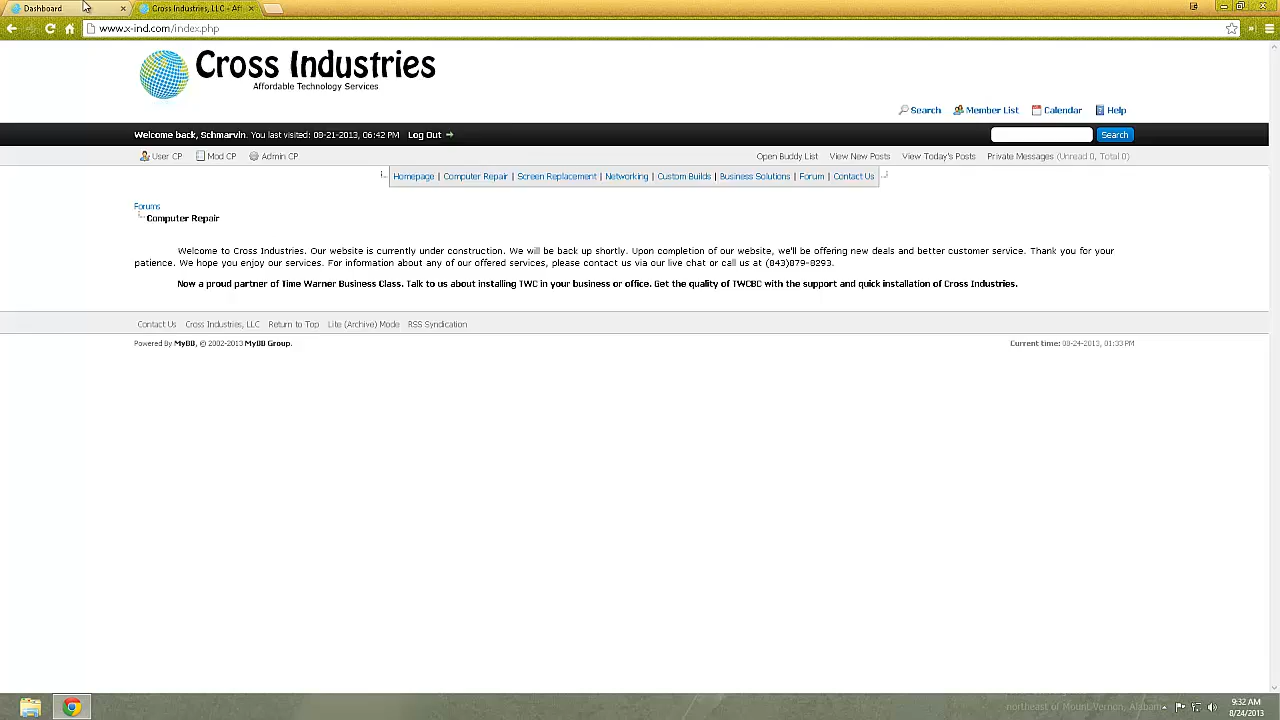 Dashboard
Cross Industries, LLC - Aff
www.x-ind.com/index.php
Cross Industries
Affordable Technology Services
Search Member List Calendar Help
Welcome back, Schmarvin. You last visited: 08-21-2013, 06:42 PM Log Out
Search
User CP Mod CP Admin CP
Open Buddy List View New Posts View Today's Posts Private Messages (Unread 0, Total 0)
Homepage | Computer Repair | Screen Replacement | Networking | Custom Builds | Business Solutions | Forum | Contact Us
Forums
Computer Repair
Welcome to Cross Industries. Our website is currently under construction. We will be back up shortly. Upon completion of our website, we'll be offering new deals and better customer service. Thank you for your
patience. We hope you enjoy our services. For information about any of our offered services, please contact us via our live chat or call us at (843)879-8293.
Now a proud partner of Time Warner Business Class. Talk to us about installing TWC in your business or office. Get the quality of TWCBC with the support and quick installation of Cross Industries.
Contact Us Cross Industries, LLC Return to Top Lite (Archive) Mode RSS Syndication
Powered By MyBB, © 2002-2013 MyBB Group.
Current time: 08-24-2013, 01:33 PM
northeast of Mount Vernon, Alabam
9:32 AM
8/24/2013